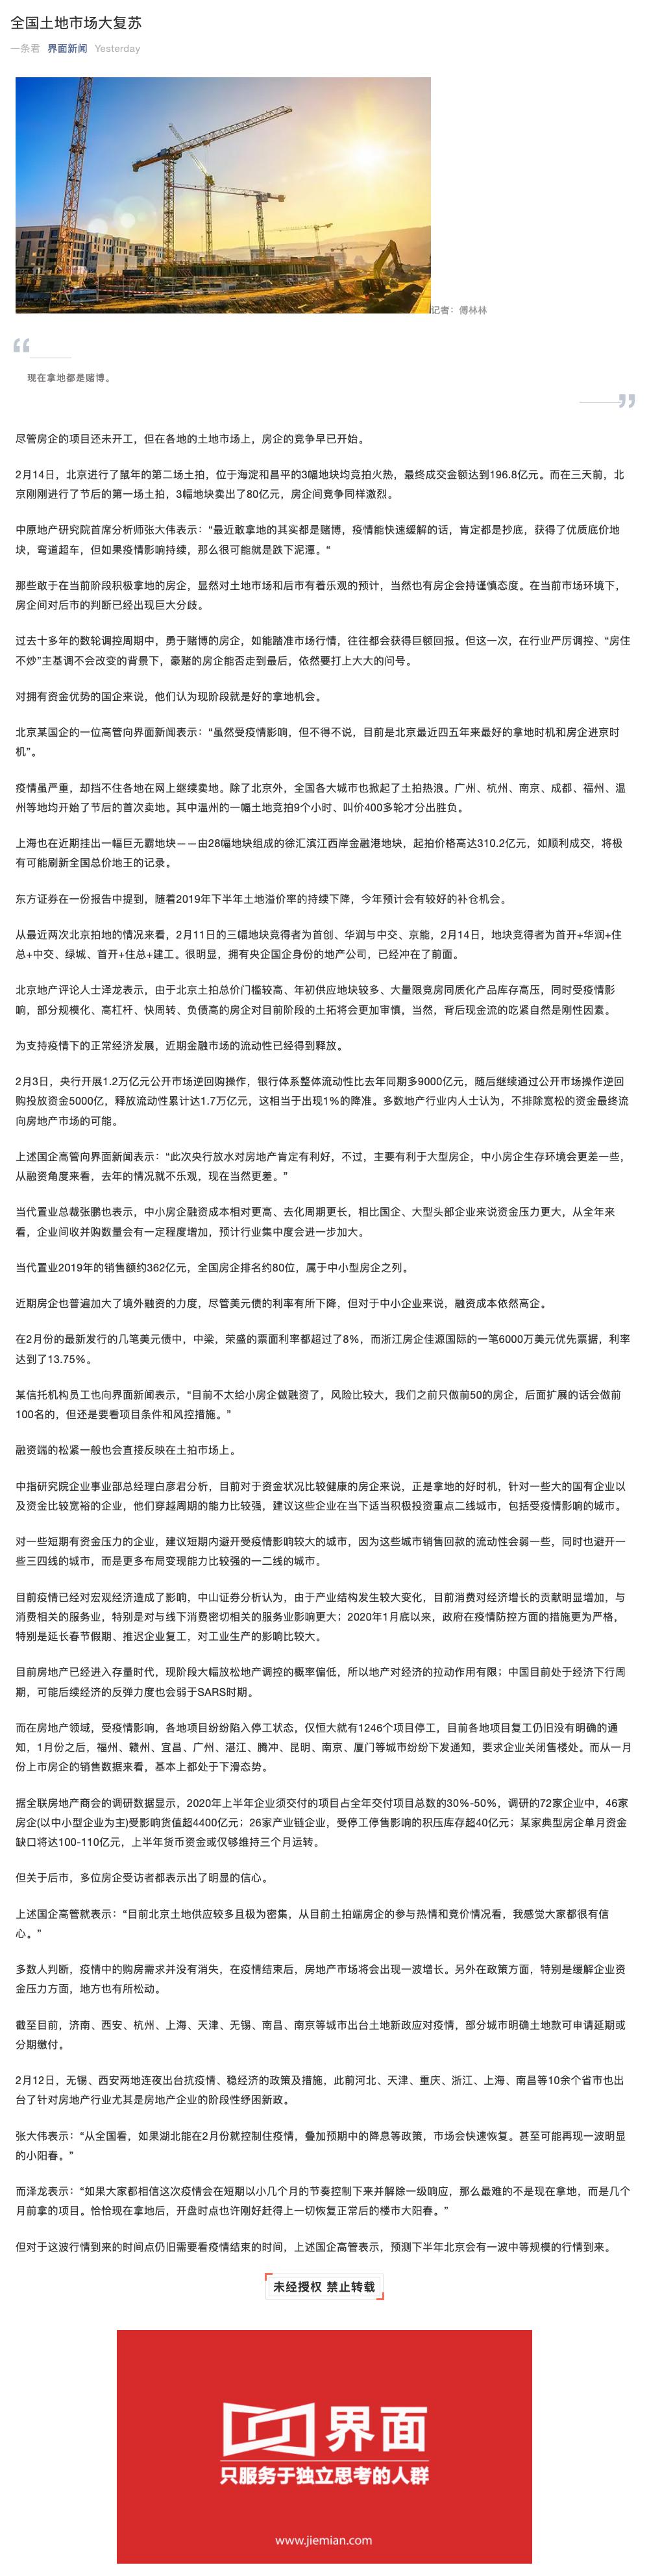 全国土地市场大复苏
一条君 界面新闻 Yesterday
记者：傅林林
“
现在拿地都是赌博。
”
尽管房企的项目还未开工，但在各地的土地市场上，房企的竞争早已开始。
2月14日，北京进行了鼠年的第二场土拍，位于海淀和昌平的3幅地块均竞拍火热，最终成交金额达到196.8亿元。而在三天前，北
京刚刚进行了节后的第一场土拍，3幅地块卖出了80亿元，房企间竞争同样激烈。
中原地产研究院首席分析师张大伟表示：“最近敢拿地的其实都是赌博，疫情能快速缓解的话，肯定都是抄底，获得了优质底价地
块，弯道超车，但如果疫情影响持续，那么很可能就是跌下泥潭。“
那些敢于在当前阶段积极拿地的房企，显然对土地市场和后市有着乐观的预计，当然也有房企会持谨慎态度。在当前市场环境下，
房企间对后市的判断已经出现巨大分歧。
过去十多年的数轮调控周期中，勇于赌博的房企，如能踏准市场行情，往往都会获得巨额回报。但这一次，在行业严厉调控、“房住
不炒”主基调不会改变的背景下，豪赌的房企能否走到最后，依然要打上大大的问号。
对拥有资金优势的国企来说，他们认为现阶段就是好的拿地机会。
北京某国企的一位高管向界面新闻表示：“虽然受疫情影响，但不得不说，目前是北京最近四五年来最好的拿地时机和房企进京时
机”。
疫情虽严重，却挡不住各地在网上继续卖地。除了北京外，全国各大城市也掀起了土拍热浪。广州、杭州、南京、成都、福州、温
州等地均开始了节后的首次卖地。其中温州的一幅土地竞拍9个小时、叫价400多轮才分出胜负。
上海也在近期挂出一幅巨无霸地块——由28幅地块组成的徐汇滨江西岸金融港地块，起拍价格高达310.2亿元，如顺利成交，将极
有可能刷新全国总价地王的记录。
东方证券在一份报告中提到，随着2019年下半年土地溢价率的持续下降，今年预计会有较好的补仓机会。
从最近两次北京拍地的情况来看，2月11日的三幅地块竞得者为首创、华润与中交、京能，2月14日，地块竞得者为首开+华润+住
总+中交、绿城、首开+住总+建工。很明显，拥有央企国企身份的地产公司，已经冲在了前面。
北京地产评论人士泽龙表示，由于北京土拍总价门槛较高、年初供应地块较多、大量限竞房同质化产品库存高压，同时受疫情影
响，部分规模化、高杠杆、快周转、负债高的房企对目前阶段的土拓将会更加审慎，当然，背后现金流的吃紧自然是刚性因素。
为支持疫情下的正常经济发展，近期金融市场的流动性已经得到释放。
2月3日，央行开展1.2万亿元公开市场逆回购操作，银行体系整体流动性比去年同期多9000亿元，随后继续通过公开市场操作逆回
购投放资金5000亿，释放流动性累计达1.7万亿元，这相当于出现1%的降准。多数地产行业内人士认为，不排除宽松的资金最终流
向房地产市场的可能。
上述国企高管向界面新闻表示：“此次央行放水对房地产肯定有利好，不过，主要有利于大型房企，中小房企生存环境会更差一些，
从融资角度来看，去年的情况就不乐观，现在当然更差。”
当代置业总裁张鹏也表示，中小房企融资成本相对更高、去化周期更长，相比国企、大型头部企业来说资金压力更大，从全年来
看，企业间收并购数量会有一定程度增加，预计行业集中度会进一步加大。
当代置业2019年的销售额约362亿元，全国房企排名约80位，属于中小型房企之列。
近期房企也普遍加大了境外融资的力度，尽管美元债的利率有所下降，但对于中小企业来说，融资成本依然高企。
在2月份的最新发行的几笔美元债中，中梁，荣盛的票面利率都超过了8%，而浙江房企佳源国际的一笔6000万美元优先票据，利率
达到了13.75%。
某信托机构员工也向界面新闻表示，“目前不太给小房企做融资了，风险比较大，我们之前只做前50的房企，后面扩展的话会做前
100名的，但还是要看项目条件和风控措施。”
融资端的松紧一般也会直接反映在土拍市场上。
中指研究院企业事业部总经理白彦君分析，目前对于资金状况比较健康的房企来说，正是拿地的好时机，针对一些大的国有企业以
及资金比较宽裕的企业，他们穿越周期的能力比较强，建议这些企业在当下适当积极投资重点二线城市，包括受疫情影响的城市。
对一些短期有资金压力的企业，建议短期内避开受疫情影响较大的城市，因为这些城市销售回款的流动性会弱一些，同时也避开一
些三四线的城市，而是更多布局变现能力比较强的一二线的城市。
目前疫情已经对宏观经济造成了影响，中山证券分析认为，由于产业结构发生较大变化，目前消费对经济增长的贡献明显增加，与
消费相关的服务业，特别是对与线下消费密切相关的服务业影响更大；2020年1月底以来，政府在疫情防控方面的措施更为严格，
特别是延长春节假期、推迟企业复工，对工业生产的影响比较大。
目前房地产已经进入存量时代，现阶段大幅放松地产调控的概率偏低，所以地产对经济的拉动作用有限；中国目前处于经济下行周
期，可能后续经济的反弹力度也会弱于SARS时期。
而在房地产领域，受疫情影响，各地项目纷纷陷入停工状态，仅恒大就有1246个项目停工，目前各地项目复工仍旧没有明确的通
知，1月份之后，福州、赣州、宜昌、广州、湛江、腾冲、昆明、南京、厦门等城市纷纷下发通知，要求企业关闭售楼处。而从一月
份上市房企的销售数据来看，基本上都处于下滑态势。
据全联房地产商会的调研数据显示，2020年上半年企业须交付的项目占全年交付项目总数的30%-50%，调研的72家企业中，46家
房企(以中小型企业为主)受影响货值超4400亿元；26家产业链企业，受停工停售影响的积压库存超40亿元；某家典型房企单月资金
缺口将达100-110亿元，上半年货币资金或仅够维持三个月运转。
但关于后市，多位房企受访者都表示出了明显的信心。
上述国企高管就表示：“目前北京土地供应较多且极为密集，从目前土拍端房企的参与热情和竞价情况看，我感觉大家都很有信
心。”
多数人判断，疫情中的购房需求并没有消失，在疫情结束后，房地产市场将会出现一波增长。另外在政策方面，特别是缓解企业资
金压力方面，地方也有所松动。
截至目前，济南、西安、杭州、上海、天津、无锡、南昌、南京等城市出台土地新政应对疫情，部分城市明确土地款可申请延期或
分期缴付。
2月12日，无锡、西安两地连夜出台抗疫情、稳经济的政策及措施，此前河北、天津、重庆、浙江、上海、南昌等10余个省市也出
台了针对房地产行业尤其是房地产企业的阶段性纾困新政。
张大伟表示：“从全国看，如果湖北能在2月份就控制住疫情，叠加预期中的降息等政策，市场会快速恢复。甚至可能再现一波明显
的小阳春。”
而泽龙表示：“如果大家都相信这次疫情会在短期以小几个月的节奏控制下来并解除一级响应，那么最难的不是现在拿地，而是几个
月前拿的项目。恰恰现在拿地后，开盘时点也许刚好赶得上一切恢复正常后的楼市大阳春。”
但对于这波行情到来的时间点仍旧需要看疫情结束的时间，上述国企高管表示，预测下半年北京会有一波中等规模的行情到来。
未经授权 禁止转载
界面
只服务于独立思考的人群
www.jiemian.com